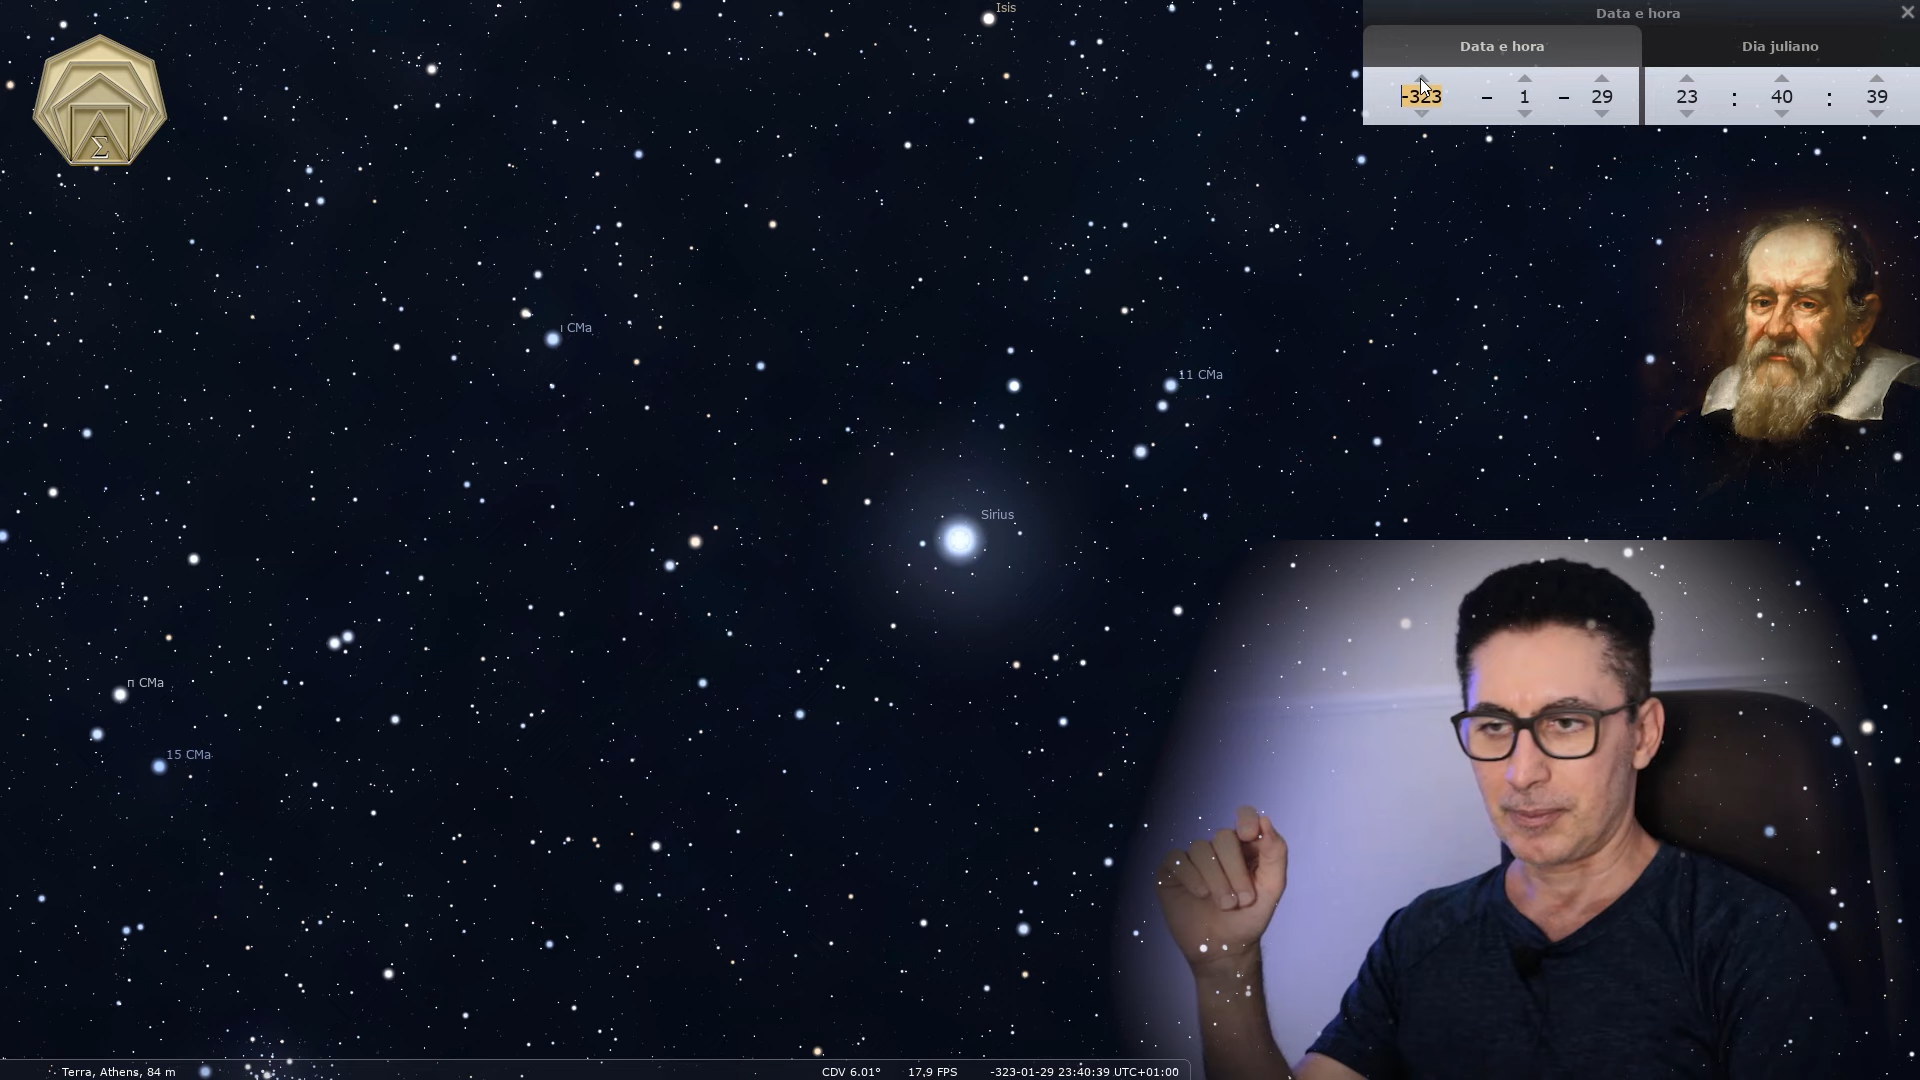 Isis
Data e hora
Data e hora
Dia juliano
-323 – 1 – 29 23 : 40 : 39
Σ
ι CMa
11 CMa
Sirius
π CMa
15 CMa
Terra, Athens, 84 m CDV 6.01° 17,9 FPS -323-01-29 23:40:39 UTC+01:00